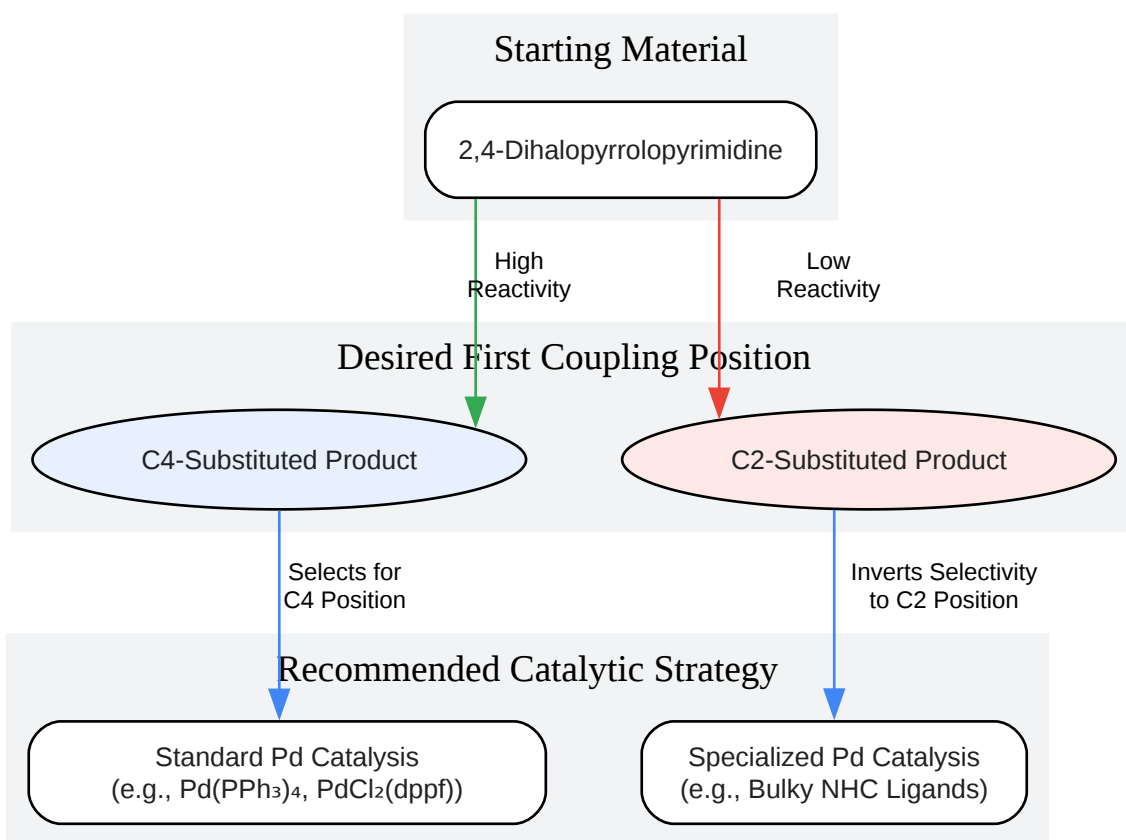 Starting Material
2,4-Dihalopyrrolopyrimidine
High
Reactivity
Low
Reactivity
Desired First Coupling Position
C4-Substituted Product
C2-Substituted Product
Selects for
C4 Position
Inverts Selectivity
to C2 Position
Recommended Catalytic Strategy
Standard Pd Catalysis
(e.g., Pd(PPh₃)₄, PdCl₂(dppf))
Specialized Pd Catalysis
(e.g., Bulky NHC Ligands)